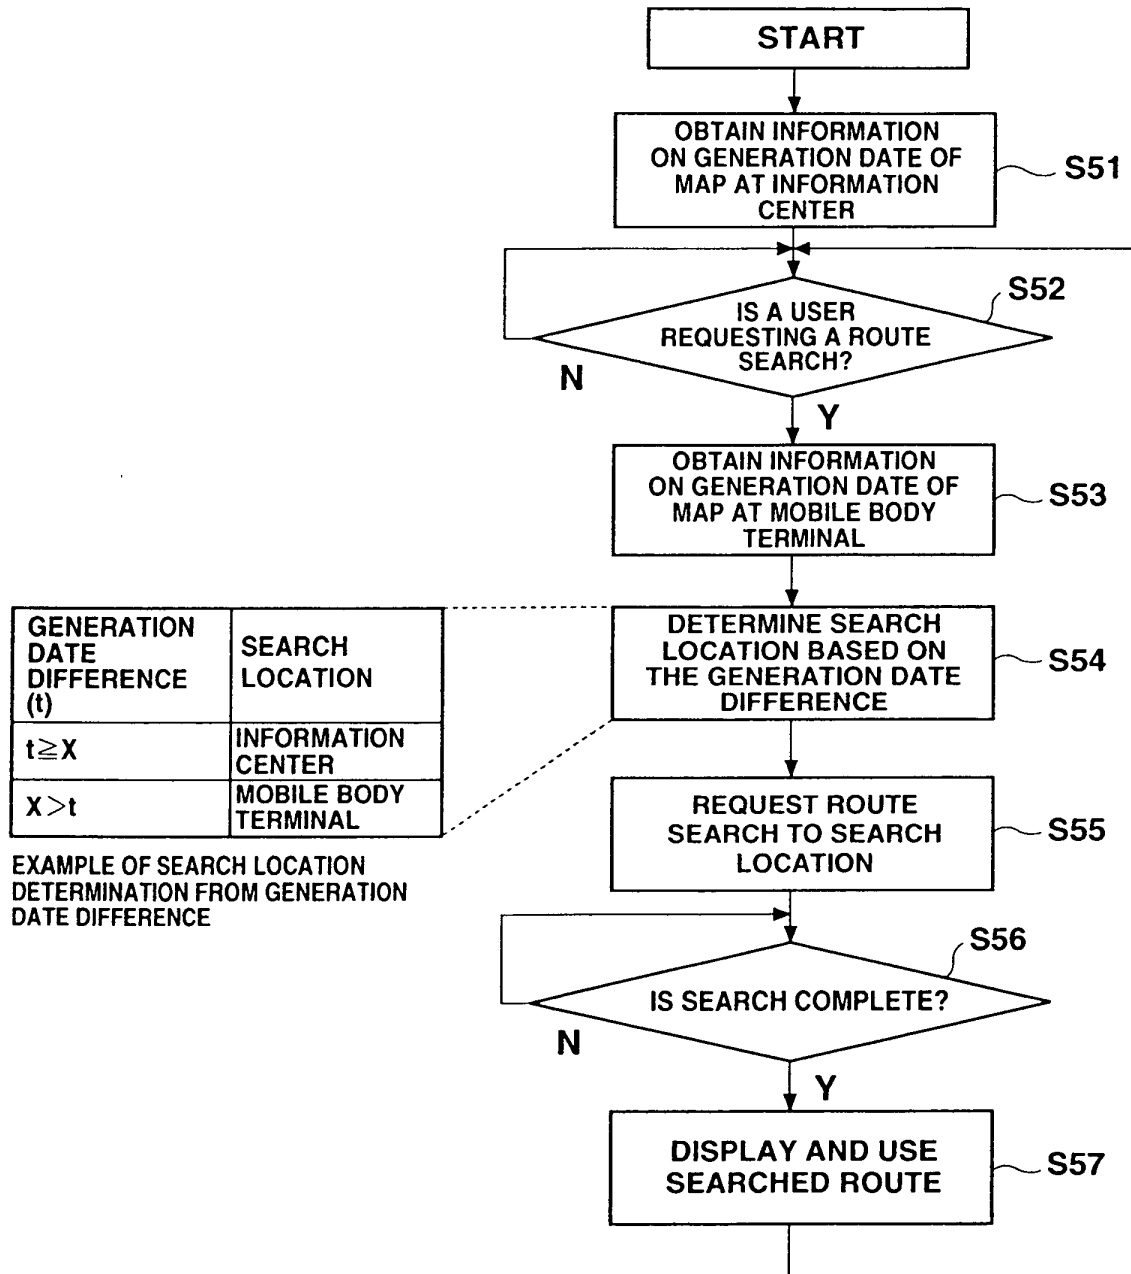 START
OBTAIN INFORMATION
ON GENERATION DATE OF
MAP AT INFORMATION
CENTER
S51
S52
IS A USER
REQUESTING A ROUTE
SEARCH?
N
Y
OBTAIN INFORMATION
ON GENERATION DATE OF
MAP AT MOBILE BODY
TERMINAL
S53
DETERMINE SEARCH
LOCATION BASED ON
THE GENERATION DATE
DIFFERENCE
S54
GENERATION
DATE
DIFFERENCE
(t)
SEARCH
LOCATION
t≧X
INFORMATION
CENTER
X>t
MOBILE BODY
TERMINAL
EXAMPLE OF SEARCH LOCATION
DETERMINATION FROM GENERATION
DATE DIFFERENCE
REQUEST ROUTE
SEARCH TO SEARCH
LOCATION
S55
S56
IS SEARCH COMPLETE?
N
Y
DISPLAY AND USE
SEARCHED ROUTE
S57